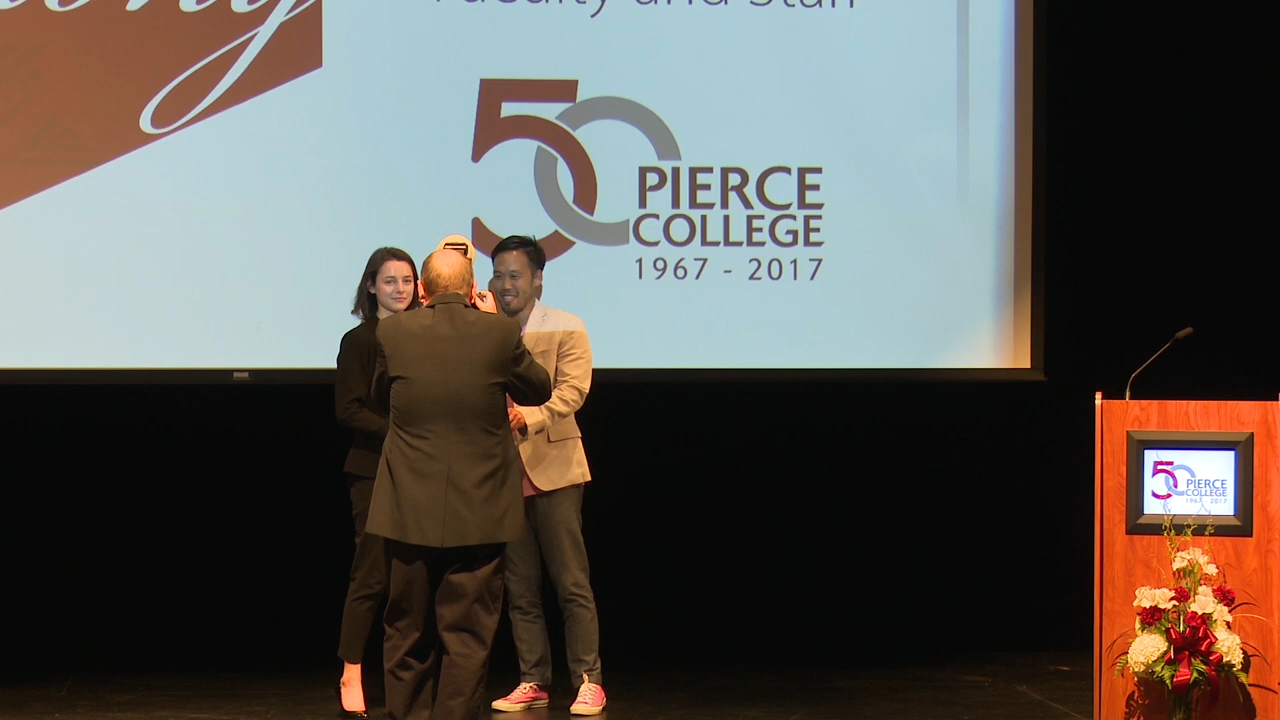 Faculty and Staff
50
PIERCE
COLLEGE
1967 - 2017
50
PIERCE
COLLEGE
1967 2017